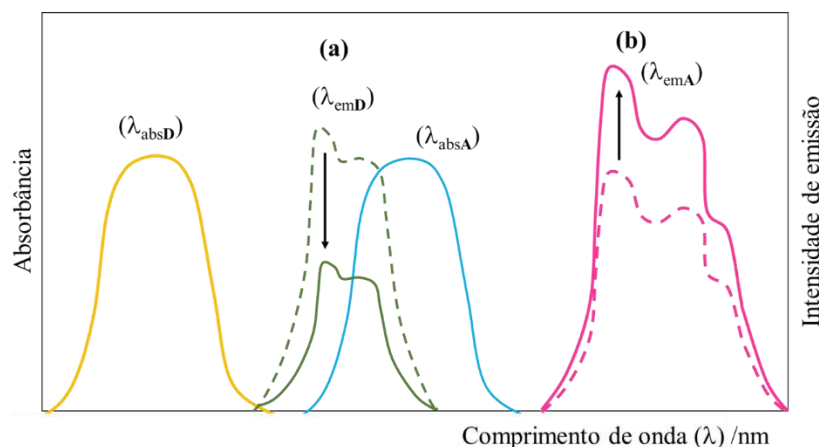 (a)
(b)
(λemD)
(λemA)
(λabsD)
(λabsA)
Absorbância
Intensidade de emissão
Comprimento de onda (λ) /nm